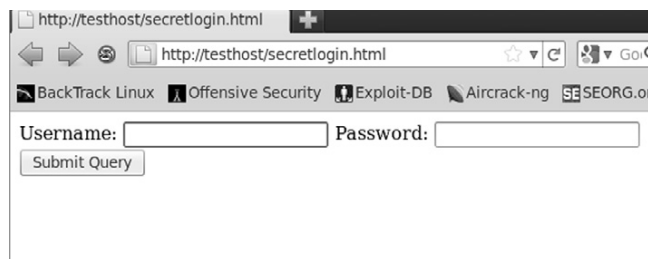 http://testhost/secretlogin.html
http://testhost/secretlogin.html
BackTrack Linux Offensive Security Exploit-DB Aircrack-ng SEORG.o
Username: Password:
Submit Query